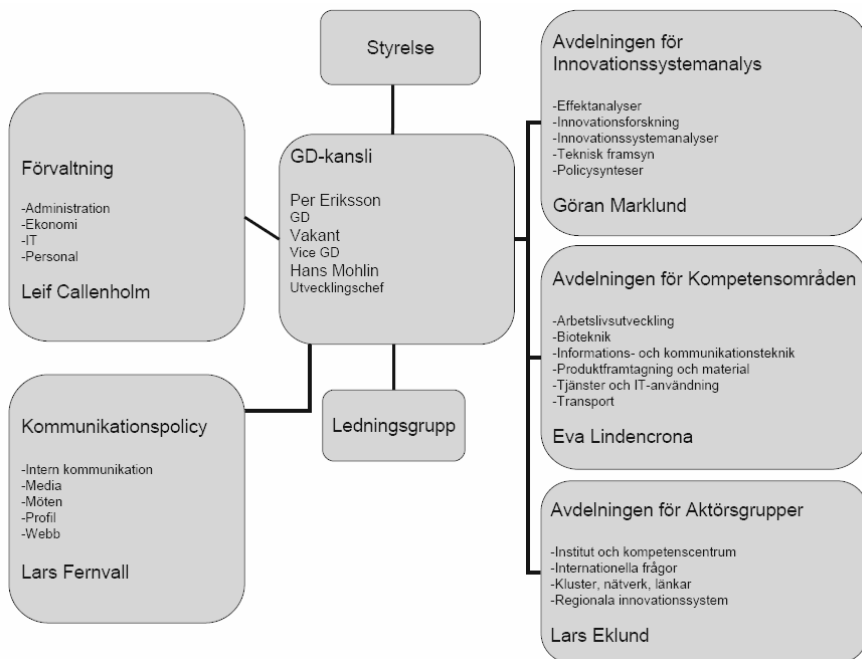 Styrelse
Förvaltning
-Administration
-Ekonomi
-IT
-Personal
Leif Callenholm
Kommunikationspolicy
-Intern kommunikation
-Media
-Möten
-Profil
-Webb
Lars Fernvall
GD-kansli
Per Eriksson
GD
Vakant
Vice GD
Hans Mohlin
Utvecklingschef
Ledningsgrupp
Avdelningen för
Innovationssystemanalys
-Effektanalyser
-Innovationsforskning
-Innovationssystemanalyser
-Teknisk framsyn
-Policysynteser
Göran Marklund
Avdelningen för Kompetensområden
-Arbetslivsutveckling
-Bioteknik
-Informations- och kommunikationsteknik
-Produktframtagning och material
-Tjänster och IT-användning
-Transport
Eva Lindencrona
Avdelningen för Aktörsgrupper
-Institut och kompetenscentrum
-Internationella frågor
-Kluster, nätverk, länkar
-Regionala innovationssystem
Lars Eklund